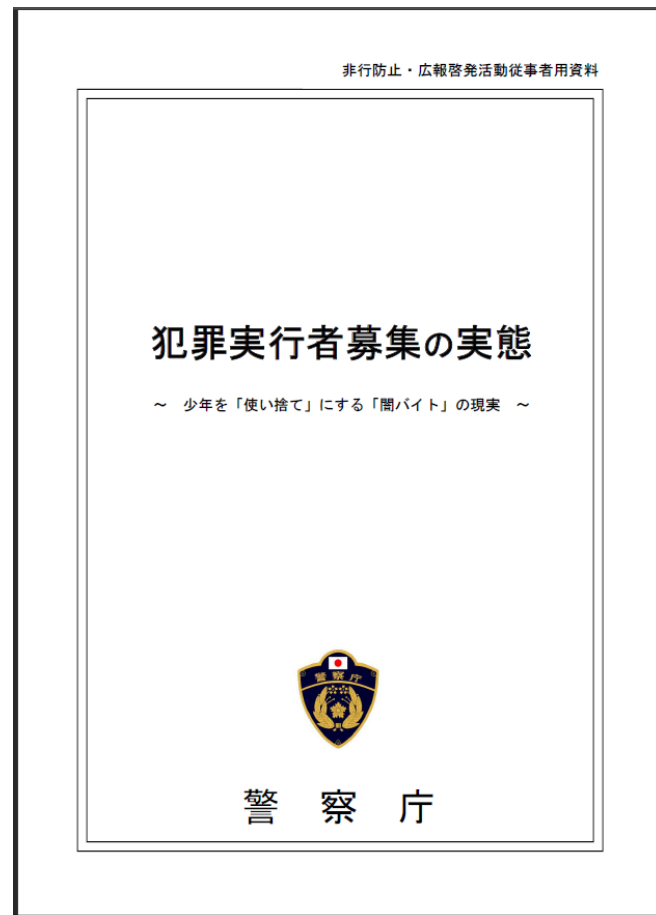 非行防止・広報啓発活動従事者用資料
犯罪実行者募集の実態
～ 少年を「使い捨て」にする「闇バイト」の現実 ～
警察庁
警 察 庁